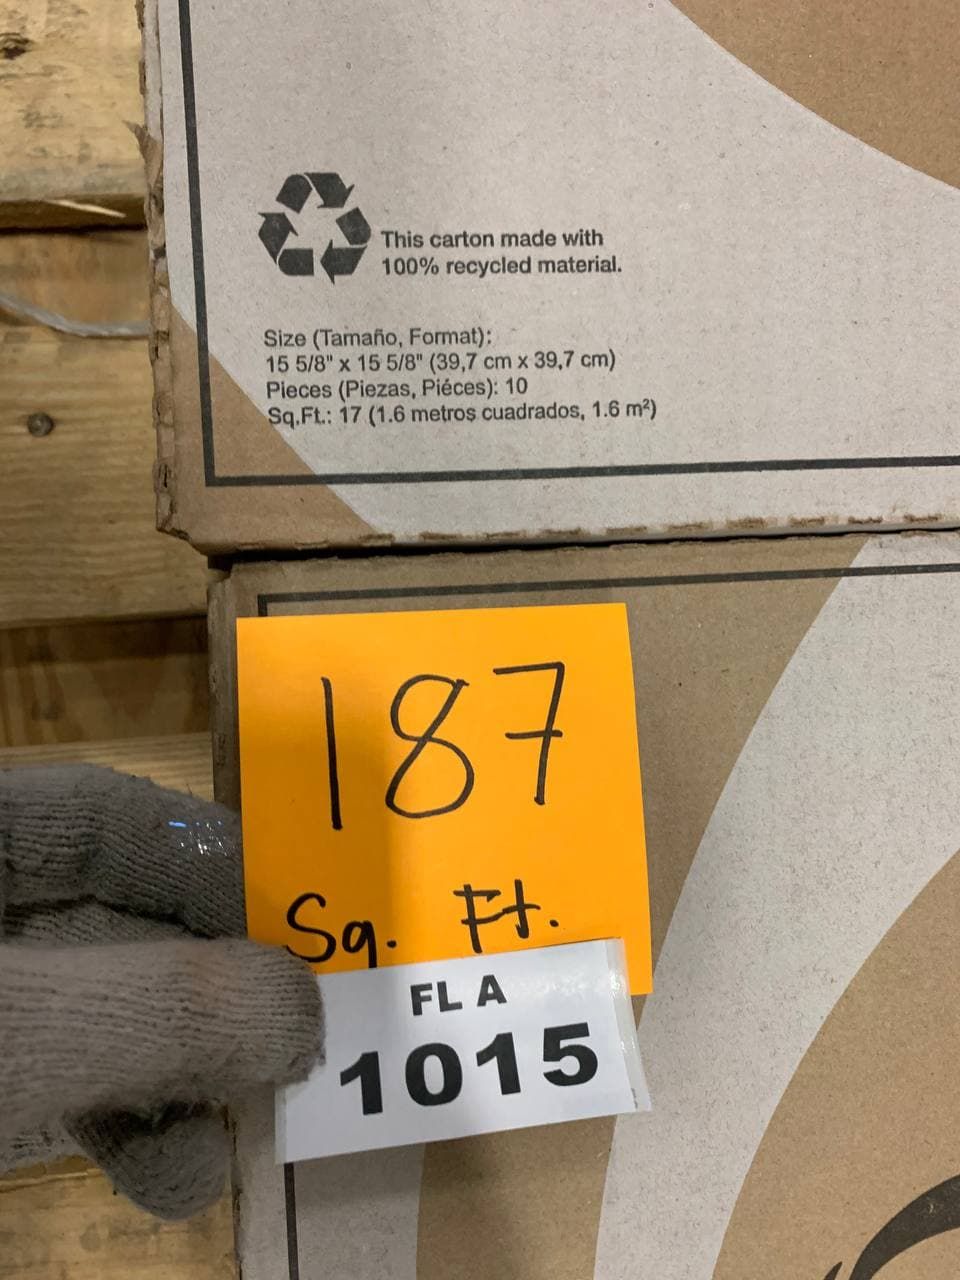 This carton made with
100% recycled material.
Size (Tamaño, Format):
15 5/8" x 15 5/8" (39,7 cm x 39,7 cm)
Pieces (Piezas, Piéces): 10
Sq.Ft.: 17 (1.6 metros cuadrados, 1.6 m²)
187
Sq. Ft.
FL A
1015